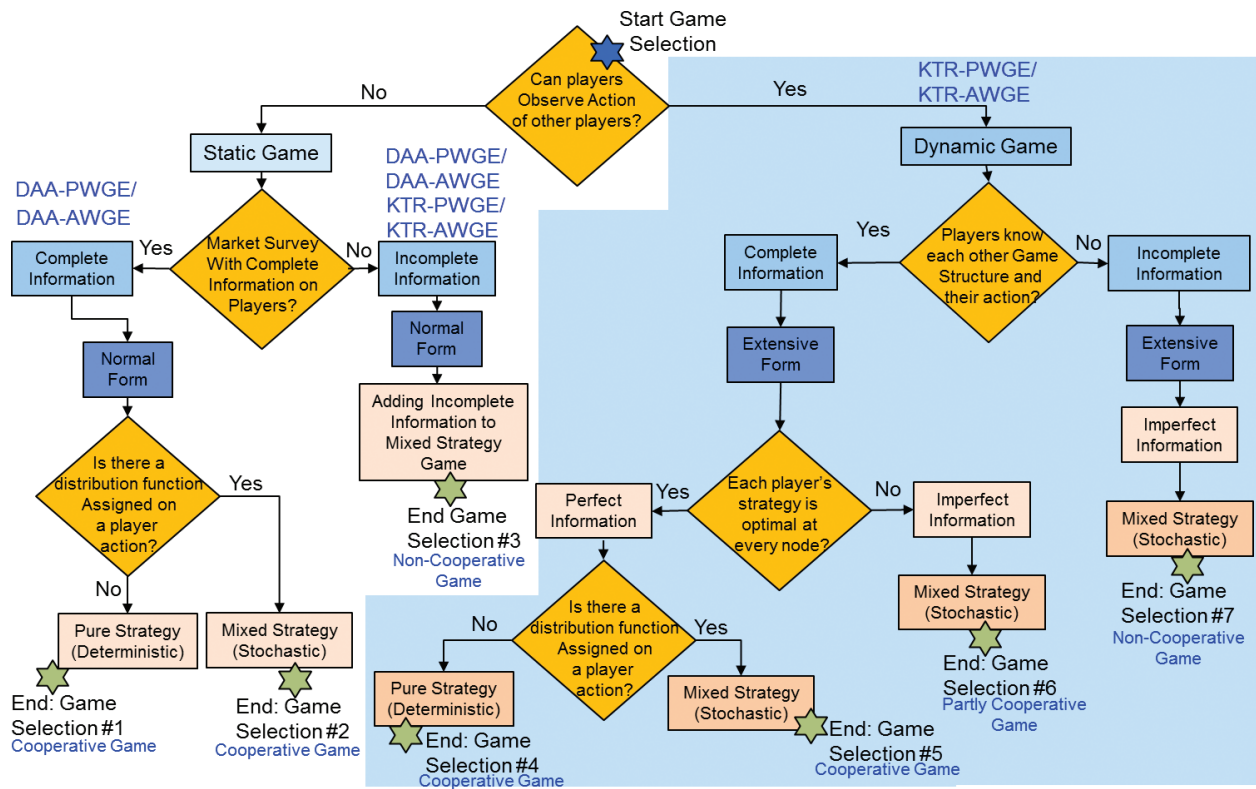 Start Game
Selection
Can players
Observe Action
of other players?
No
Yes
KTR-PWGE/
KTR-AWGE
Static Game
Dynamic Game
DAA-PWGE/
DAA-AWGE
DAA-PWGE/
DAA-AWGE
KTR-PWGE/
KTR-AWGE
Market Survey
With Complete
Information on
Players?
Yes
No
Complete
Information
Incomplete
Information
Normal
Form
Normal
Form
Adding Incomplete
Information to
Mixed Strategy
Game
End Game
Selection #3
Non-Cooperative
Game
Is there a
distribution function
Assigned on
a player
action?
Yes
No
Pure Strategy
(Deterministic)
Mixed Strategy
(Stochastic)
End: Game
Selection #1
Cooperative Game
End: Game
Selection #2
Cooperative Game
Players know
each other Game
Structure and
their action?
Yes
No
Complete
Information
Incomplete
Information
Extensive
Form
Extensive
Form
Imperfect
Information
Mixed Strategy
(Stochastic)
End: Game
Selection #7
Non-Cooperative
Game
Each player's
strategy is
optimal at
every node?
Yes
No
Perfect
Information
Imperfect
Information
Mixed Strategy
(Stochastic)
End: Game
Selection #6
Partly Cooperative
Game
Is there a
distribution function
Assigned on
a player
action?
No
Yes
Pure Strategy
(Deterministic)
Mixed Strategy
(Stochastic)
End: Game
Selection #4
Cooperative Game
End: Game
Selection #5
Cooperative Game